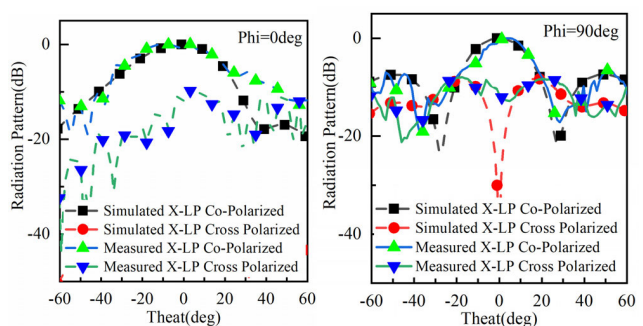 Phi=0deg
Radiation Pattern(dB)
0
-20
-40
Simulated X-LP Co-Polarized
Simulated X-LP Cross Polarized
Measured X-LP Co-Polarized
Measured X-LP Cross Polarized
-60 -40 -20 0 20 40 60
Theat(deg)
Phi=90deg
Radiation Pattern(dB)
0
-20
-40
Simulated X-LP Co-Polarized
Simulated X-LP Cross Polarized
Measured X-LP Co-Polarized
Measured X-LP Cross Polarized
-60 -40 -20 0 20 40 60
Theat(deg)